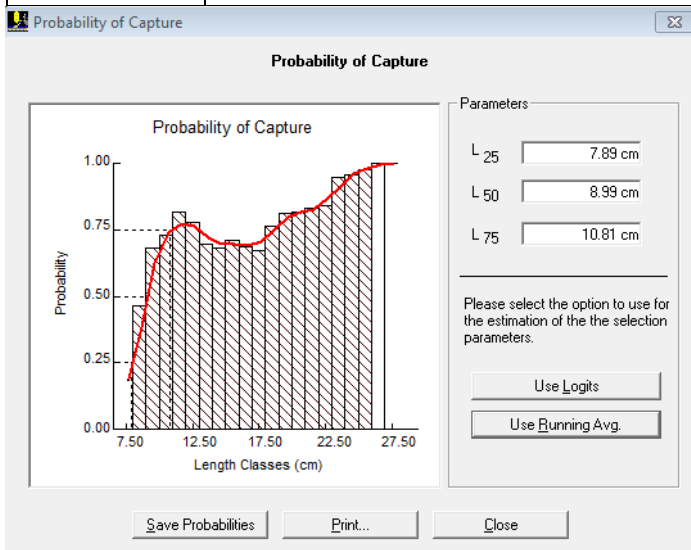 Probability of Capture
Probability of Capture
Probability of Capture
1.00
0.75
0.50
0.25
0.00
Probability
7.50 12.50 17.50 22.50 27.50
Length Classes (cm)
Parameters
L 25 7.89 cm
L 50 8.99 cm
L 75 10.81 cm
Please select the option to use for
the estimation of the the selection
parameters.
Use Logits
Use Running Avg.
Save Probabilities Print... Close